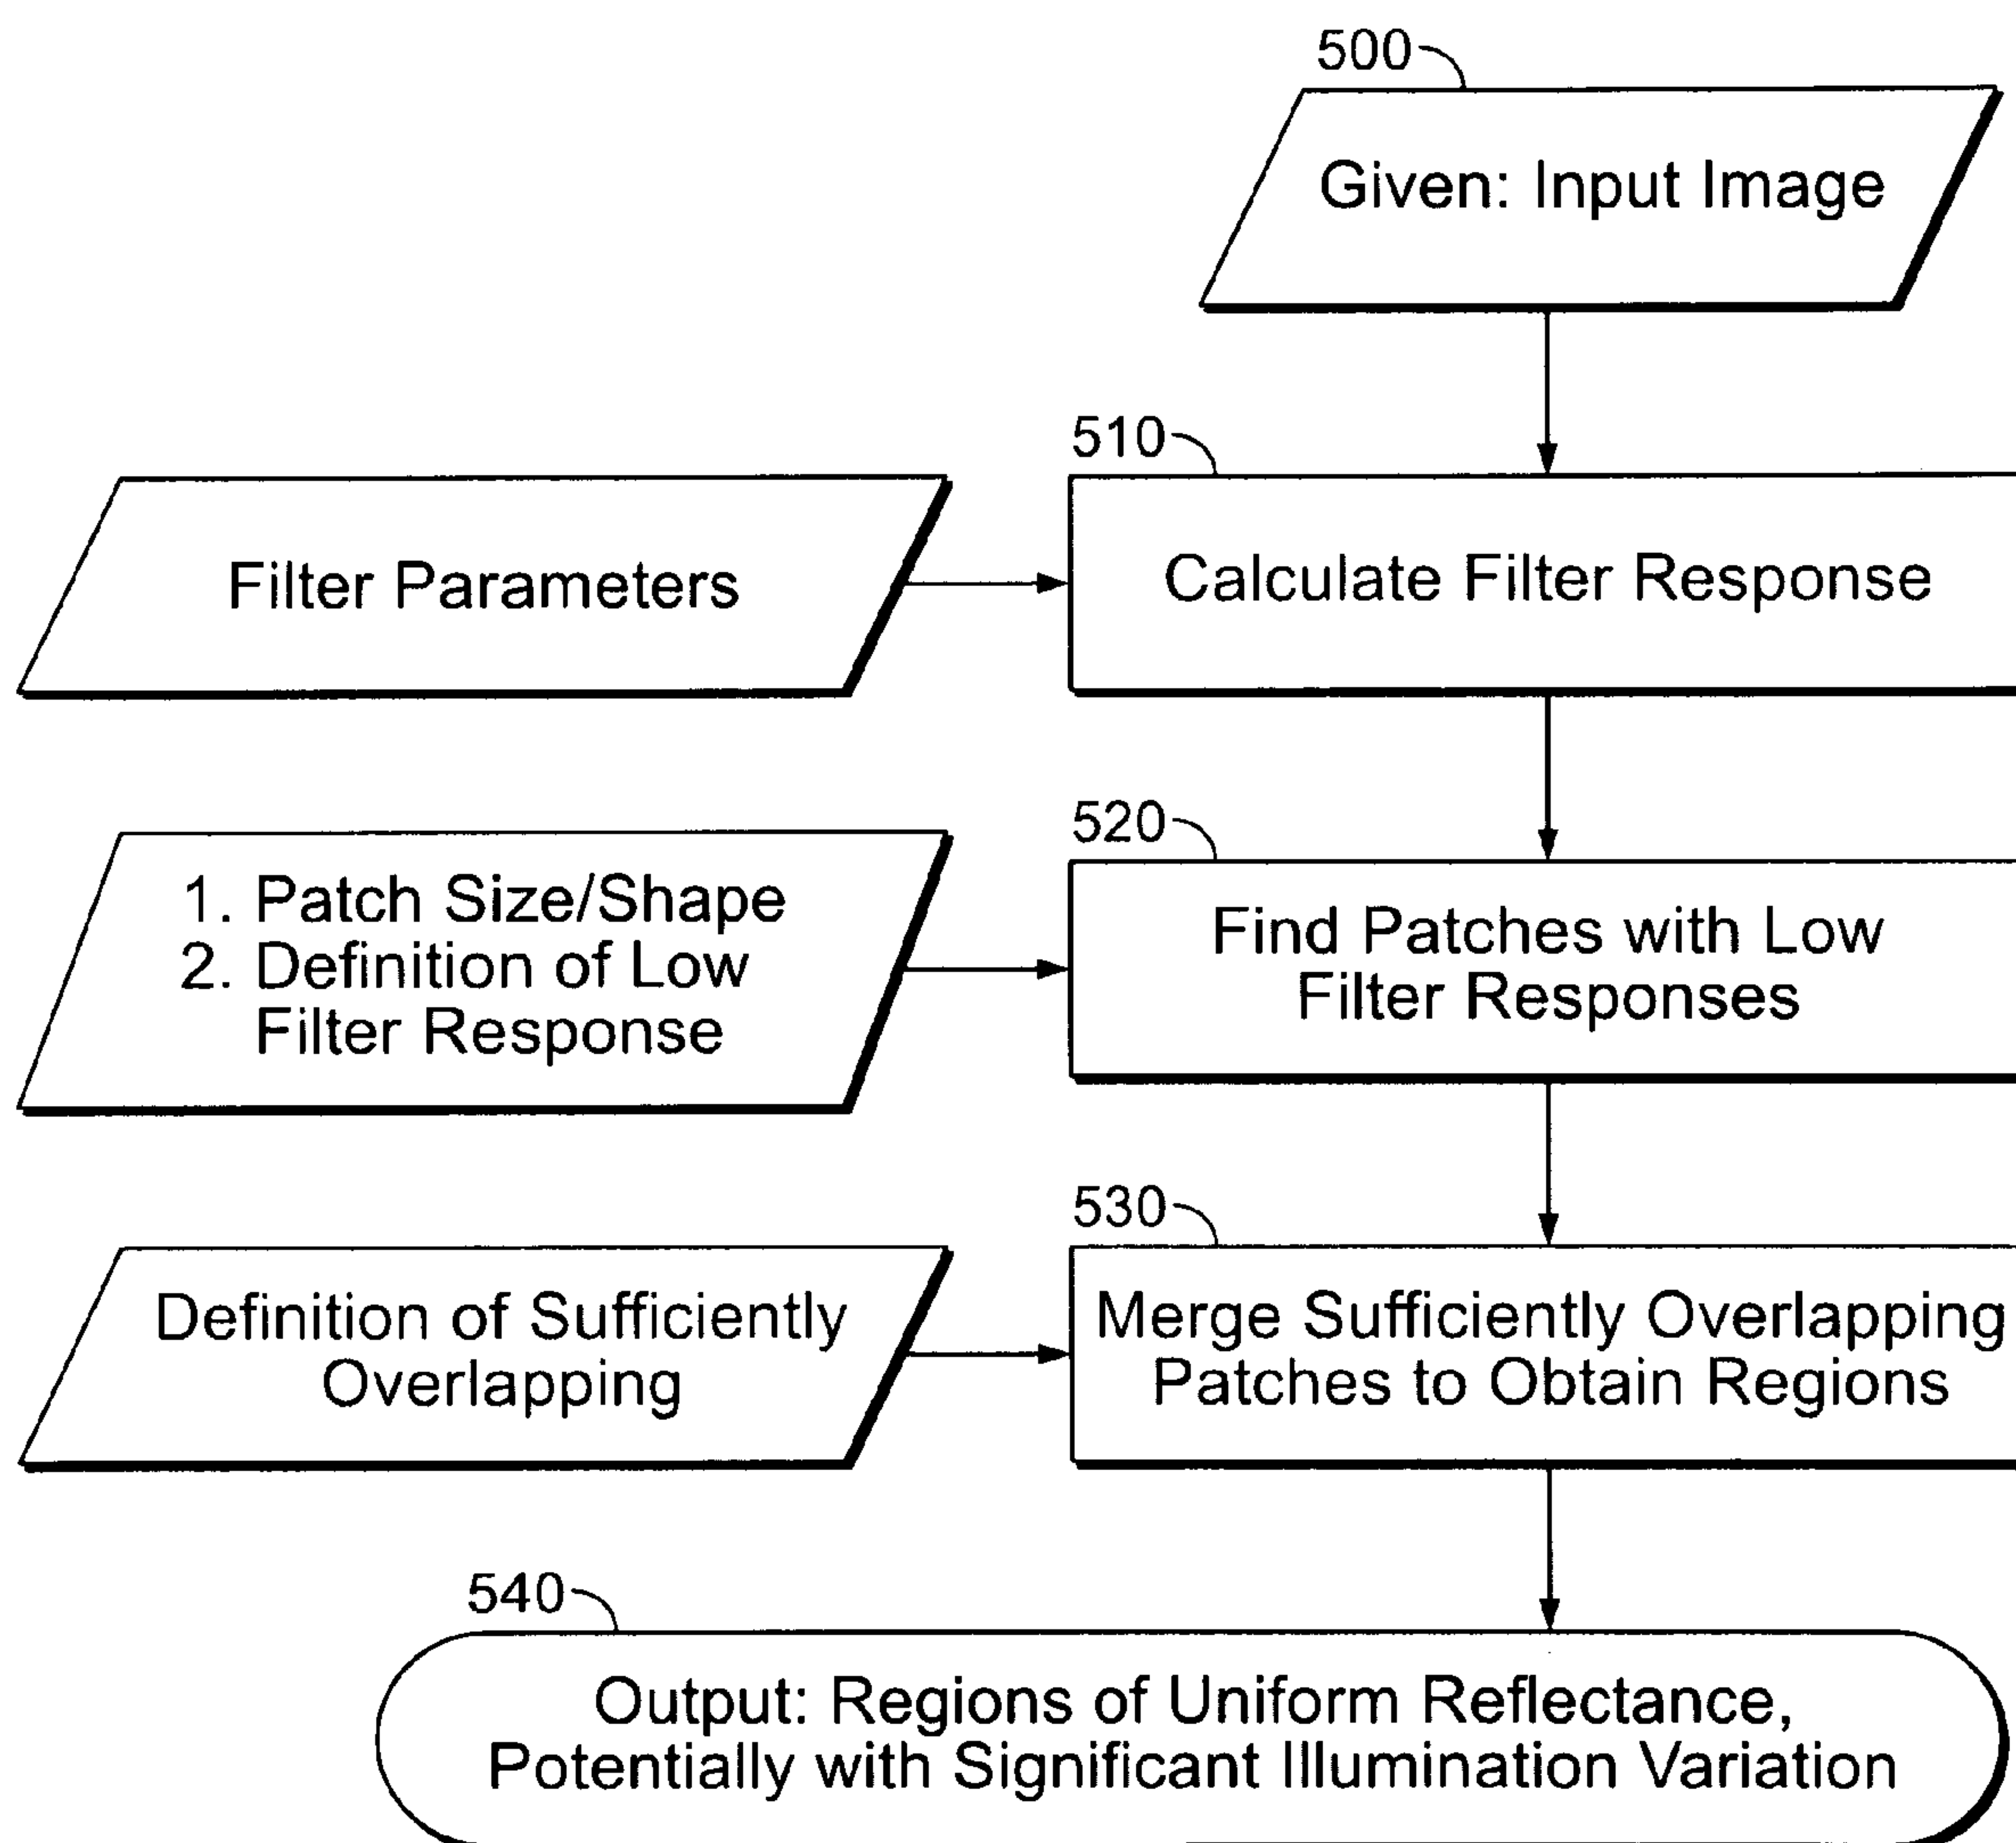 500
Given: Input Image
510
Filter Parameters
Calculate Filter Response
520
1. Patch Size/Shape
2. Definition of Low
Filter Response
Find Patches with Low
Filter Responses
530
Definition of Sufficiently
Overlapping
Merge Sufficiently Overlapping
Patches to Obtain Regions
540
Output: Regions of Uniform Reflectance,
Potentially with Significant Illumination Variation